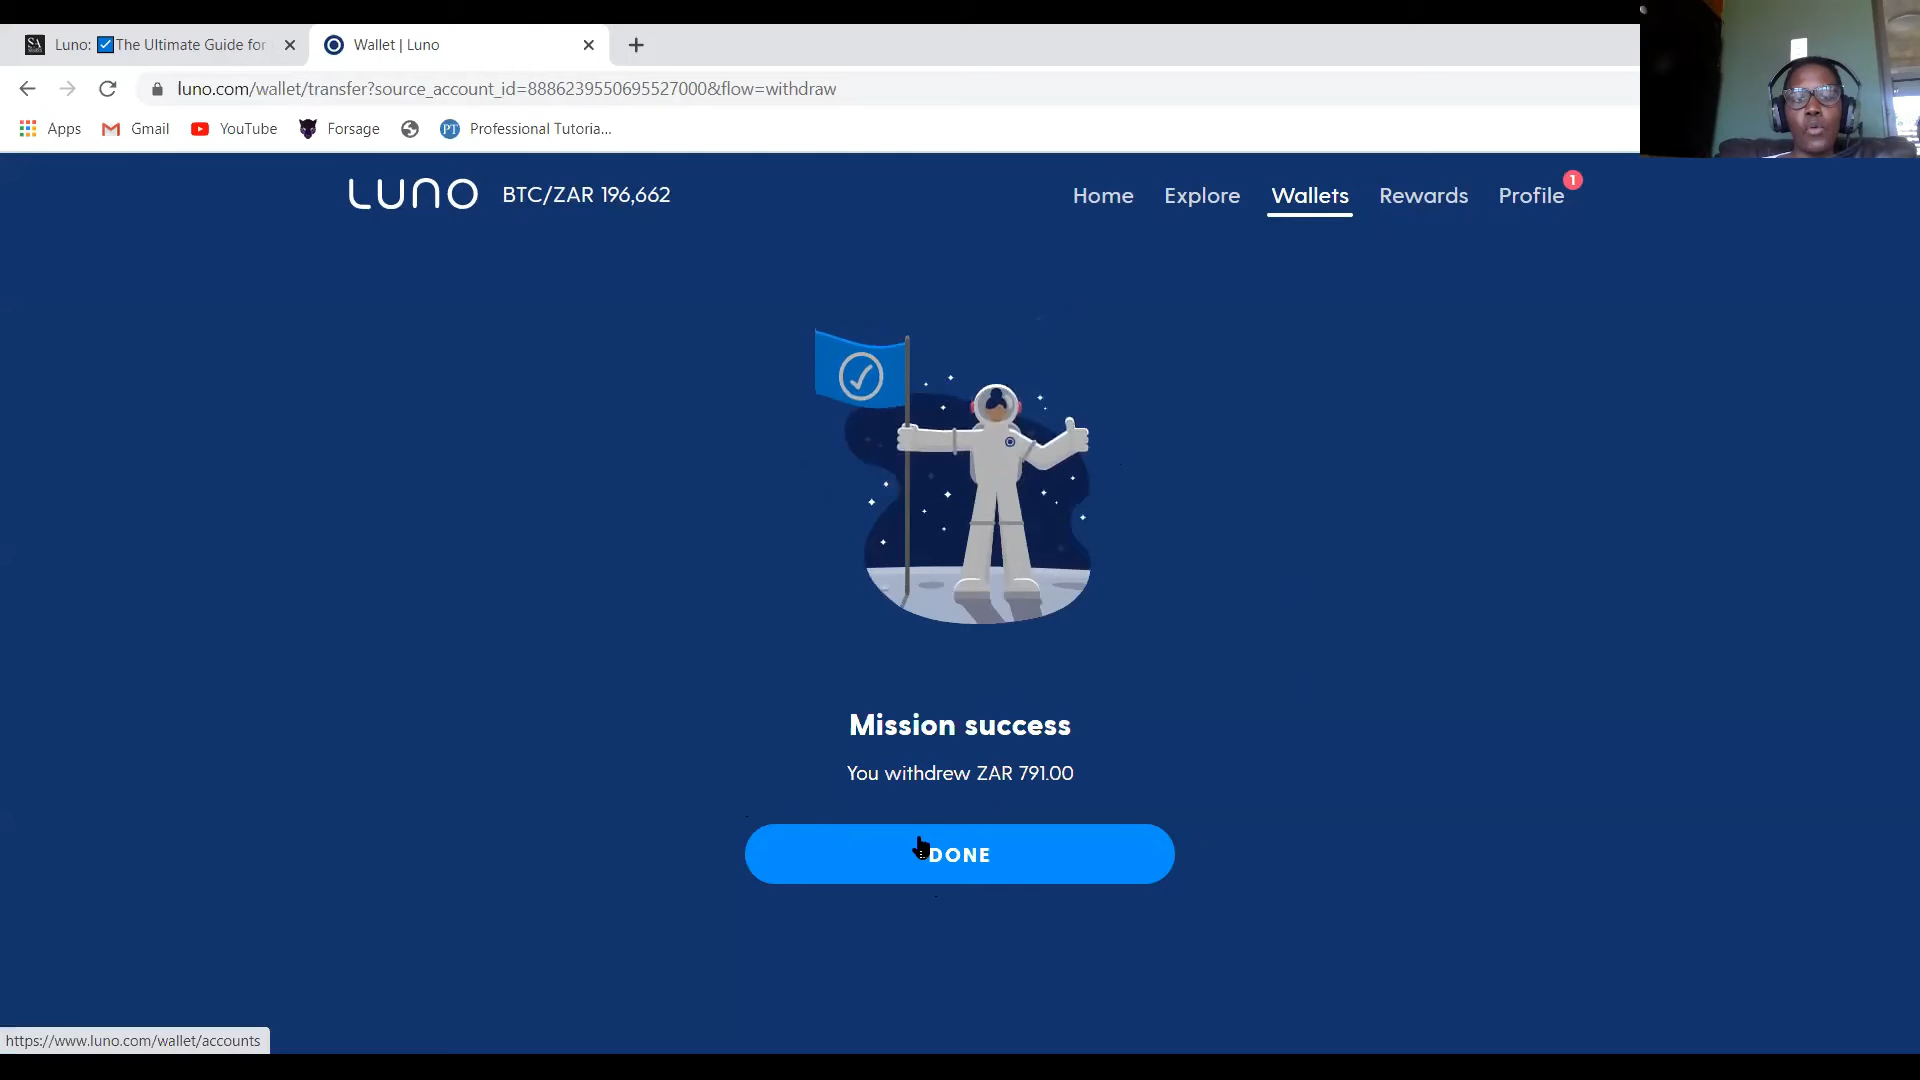 SA
Luno: ✅The Ultimate Guide for
Wallet | Luno
luno.com/wallet/transfer?source_account_id=8886239550695527000&flow=withdraw
Apps
Gmail
YouTube
Forsage
PT
Professional Tutoria...
LUNO
BTC/ZAR 196,662
Home
Explore
Wallets
Rewards
Profile
1
Mission success
You withdrew ZAR 791.00
DONE
https://www.luno.com/wallet/accounts